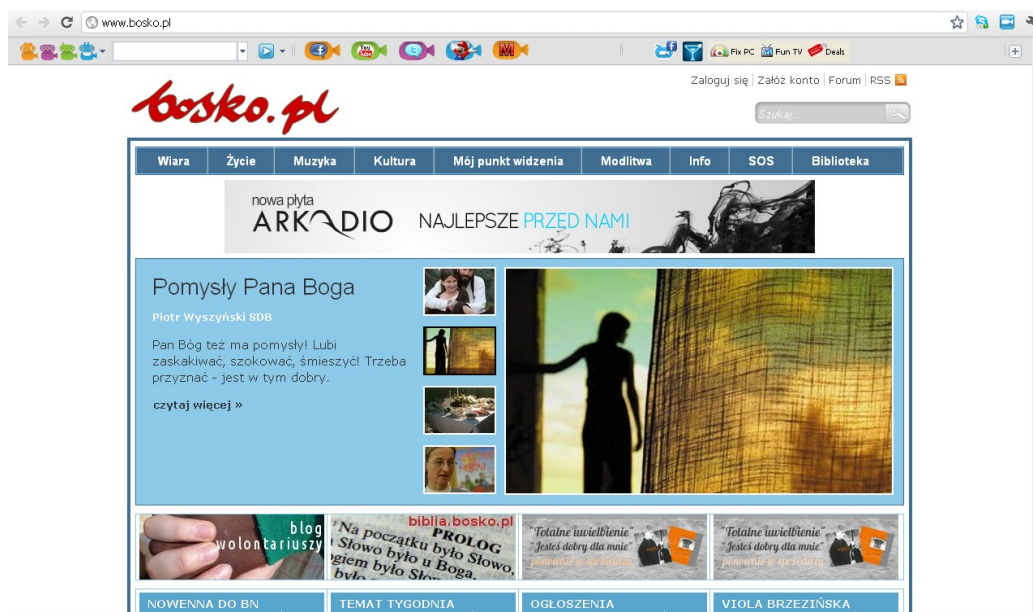 www.bosko.pl
Fix PC Fun TV Deals
Zaloguj się Załóż konto Forum RSS
bosko.pl
Szukaj...
Wiara Życie Muzyka Kultura Mój punkt widzenia Modlitwa Info SOS Biblioteka
nowa płyta
ARKADIO NAJLEPSZE PRZED NAMI
Pomysły Pana Boga
Piotr Wyszyński SDB
Pan Bóg też ma pomysły! Lubi
zaskakiwać, szokować, śmieszyć! Trzeba
przyznać - jest w tym dobry.
czytaj więcej »
blog
wolontariuszy
biblia.bosko.pl
PROLOG
Na początku było Słowo,
Słowo było u Boga,
"Totalne uwielbienie"
"Jesteś dobry dla mnie"
ponownie w sprzedaży
"Totalne uwielbienie"
"Jesteś dobry dla mnie"
ponownie w sprzedaży
NOWENNA DO BN
TEMAT TYGODNIA
OGŁOSZENIA
VIOLA BRZEZIŃSKA